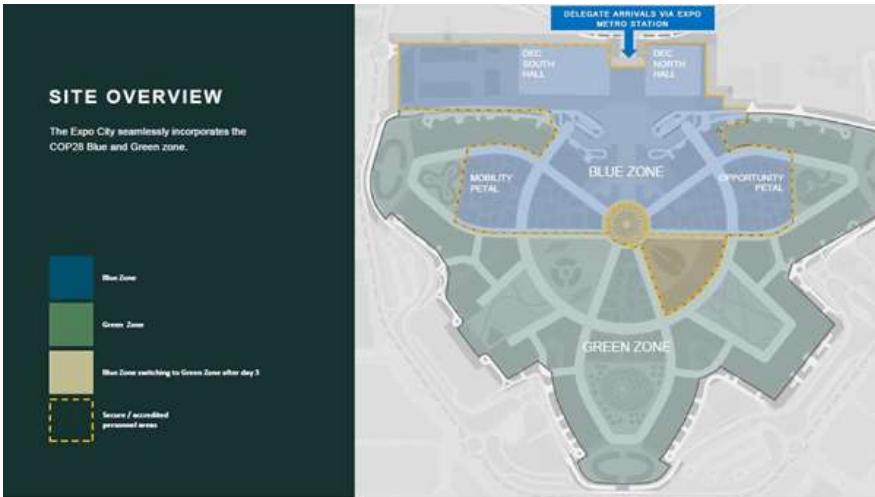 DELEGATE ARRIVALS VIA EXPO
METRO STATION
DEC
SOUTH
HALL
DEC
NORTH
HALL
SITE OVERVIEW
The Expo City seamlessly incorporates the
COP28 Blue and Green zone.
MOBILITY
PETAL
BLUE ZONE
OPPORTUNITY
PETAL
Blue Zone
Green Zone
GREEN ZONE
Blue Zone switching to Green Zone after day 3
Secure / accredited
personnel areas